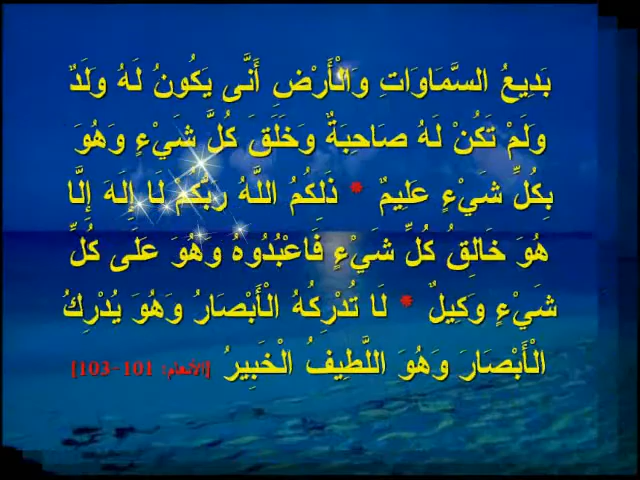 بَدِيعُ السَّمَاوَات وَالْأَرْضِ أَنَّى يَكُونُ لَهُ وَلَدٌ
وَلَمْ تَكُنْ لَهُ صَاحِبَةٌ وَخَلَقَ كُلَّ شَيْءٍ وَهُوَ
بِكُلِّ شَيْءٍ عَلِيمٌ * ذَلِكُمُ اللَّهُ رَبُّكُمْ لَا إِلَهَ إِلَّا
هُوَ خَالِقُ كُلِّ شَيْءٍ فَاعْبُدُوهُ وَهُوَ عَلَى كُلِّ
شَيْءٍ وَكِيلٌ * لَا تُدْرِكُهُ الْأَبْصَارُ وَهُوَ يُدْرِكُ
الْأَبْصَارَ وَهُوَ اللَّطِيفُ الْخَبِيرُ [الأنعام: 101-103]